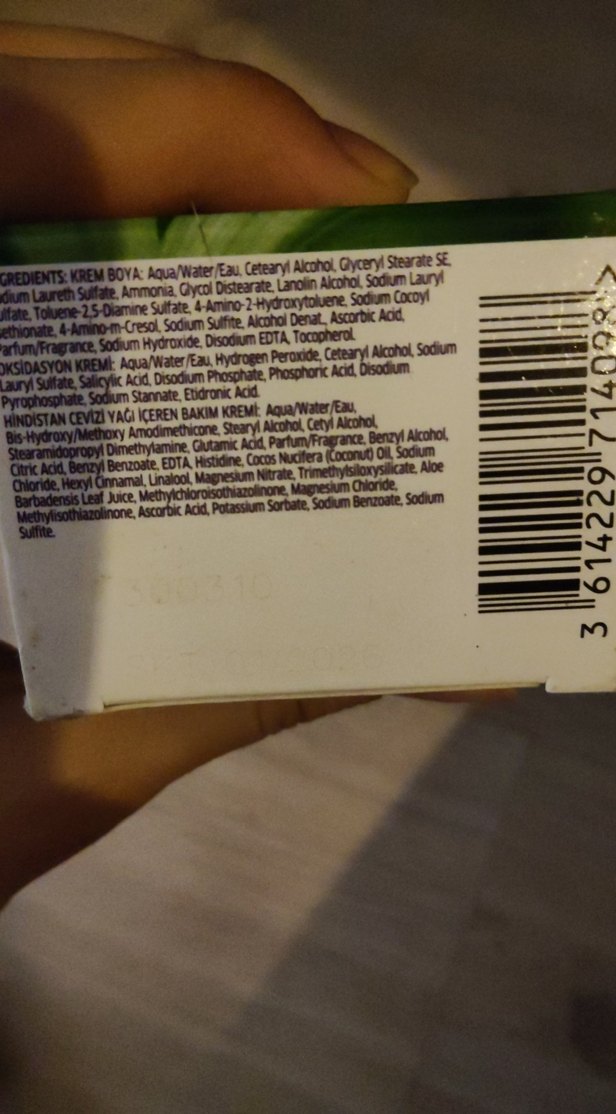 GREDIENTS: KREM BOYA: Aqua/Water/Eau, Cetearyl Alcohol, Glyceryl Stearate SE,
dium Laureth Sulfate, Ammonia, Glycol Distearate, Lanolin Alcohol, Sodium Lauryl
ulfate, Toluene-2,5-Diamine Sulfate, 4-Amino-2-Hydroxytoluene, Sodium Cocoyl
sethionate, 4-Amino-m-Cresol, Sodium Sulfite, Alcohol Denat., Ascorbic Acid,
Parfum/Fragrance, Sodium Hydroxide, Disodium EDTA, Tocopherol.
OKSİDASYON KREMİ: Aqua/Water/Eau, Hydrogen Peroxide, Cetearyl Alcohol, Sodium
Lauryl Sulfate, Salicylic Acid, Disodium Phosphate, Phosphoric Acid, Disodium
Pyrophosphate, Sodium Stannate, Etidronic Acid.
HİNDİSTAN CEVİZİ YAĞI İÇEREN BAKIM KREMİ: Aqua/Water/Eau,
Bis-Hydroxy/Methoxy Amodimethicone, Stearyl Alcohol, Cetyl Alcohol,
Stearamidopropyl Dimethylamine, Glutamic Acid, Parfum/Fragrance, Benzyl Alcohol,
Citric Acid, Benzyl Benzoate, EDTA, Histidine, Cocos Nucifera (Coconut) Oil, Sodium
Chloride, Hexyl Cinnamal, Linalool, Magnesium Nitrate, Trimethylsiloxysilicate, Aloe
Barbadensis Leaf Juice, Methylchloroisothiazolinone, Magnesium Chloride,
Methylisothiazolinone, Ascorbic Acid, Potassium Sorbate, Sodium Benzoate, Sodium
Sulfite.
3 614229 714098 >